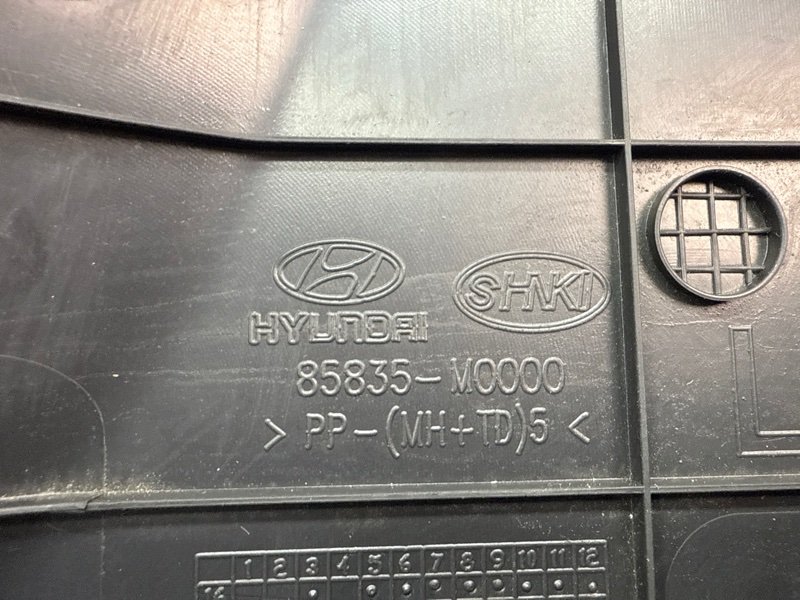 HYUNDAI SHNKI
85835-M0000
> PP-(MH+TD)5 <
L
1 2 3 4 5 6 7 8 9 10 11 12
16